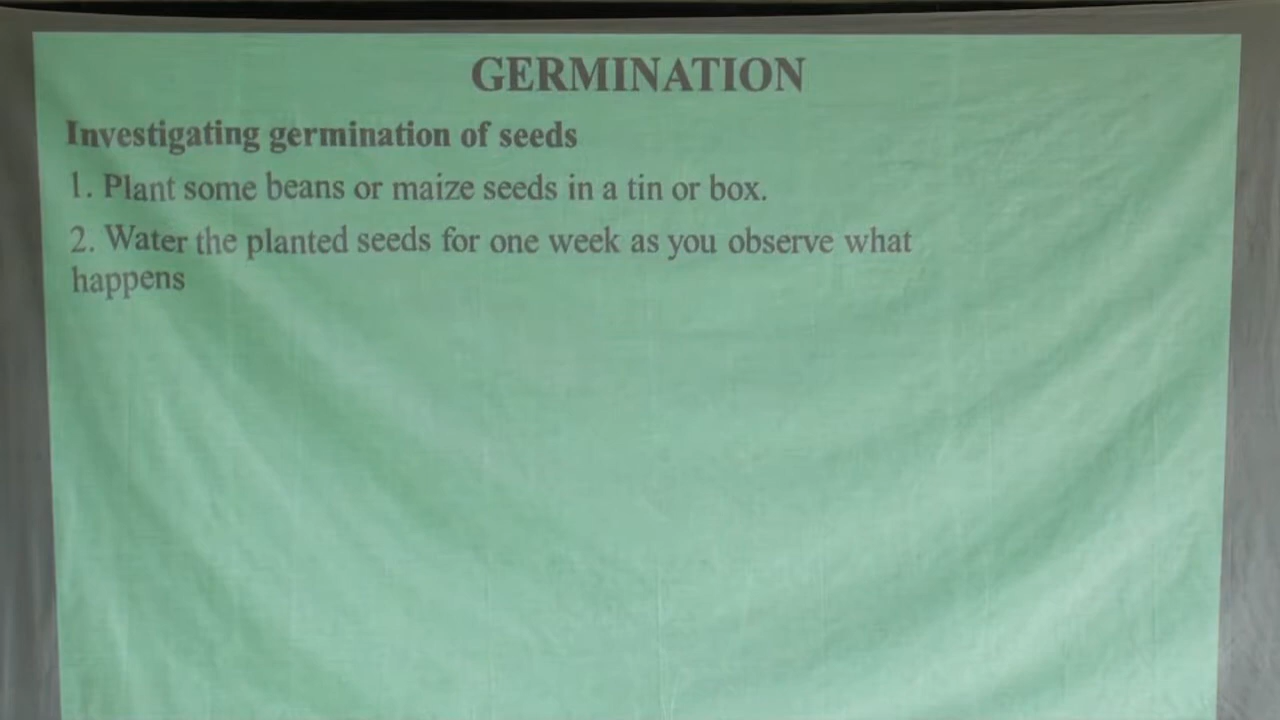 GERMINATION
Investigating germination of seeds
1. Plant some beans or maize seeds in a tin or box.
2. Water the planted seeds for one week as you observe what
happens